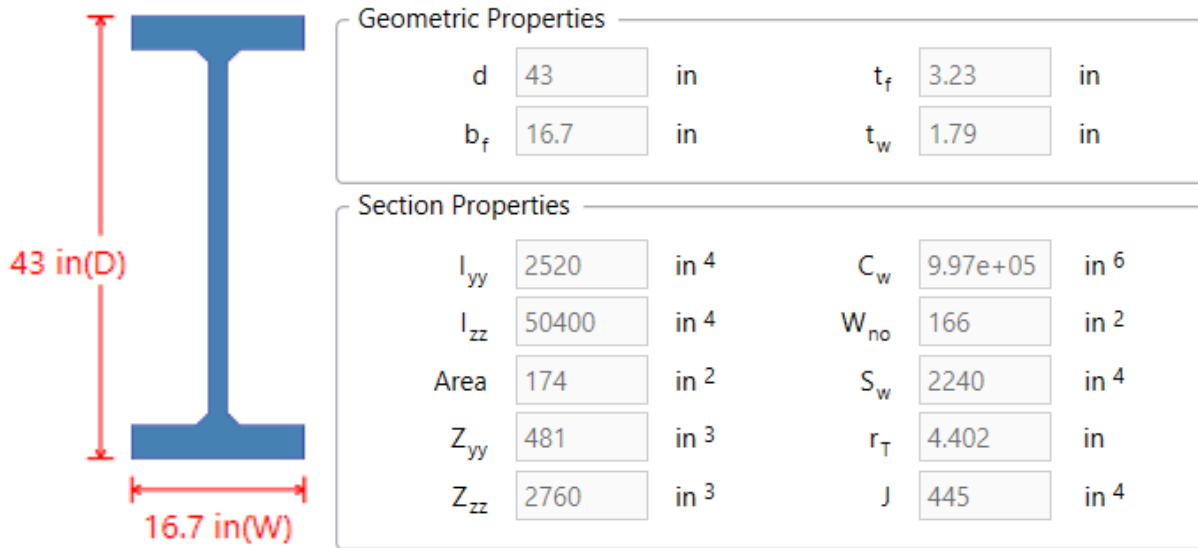 Geometric Properties
d 43 in t_f 3.23 in
b_f 16.7 in t_w 1.79 in
Section Properties
I_yy 2520 in 4 C_w 9.97e+05 in 6
I_zz 50400 in 4 W_no 166 in 2
Area 174 in 2 S_w 2240 in 4
Z_yy 481 in 3 r_T 4.402 in
Z_zz 2760 in 3 J 445 in 4
43 in(D)
16.7 in(W)